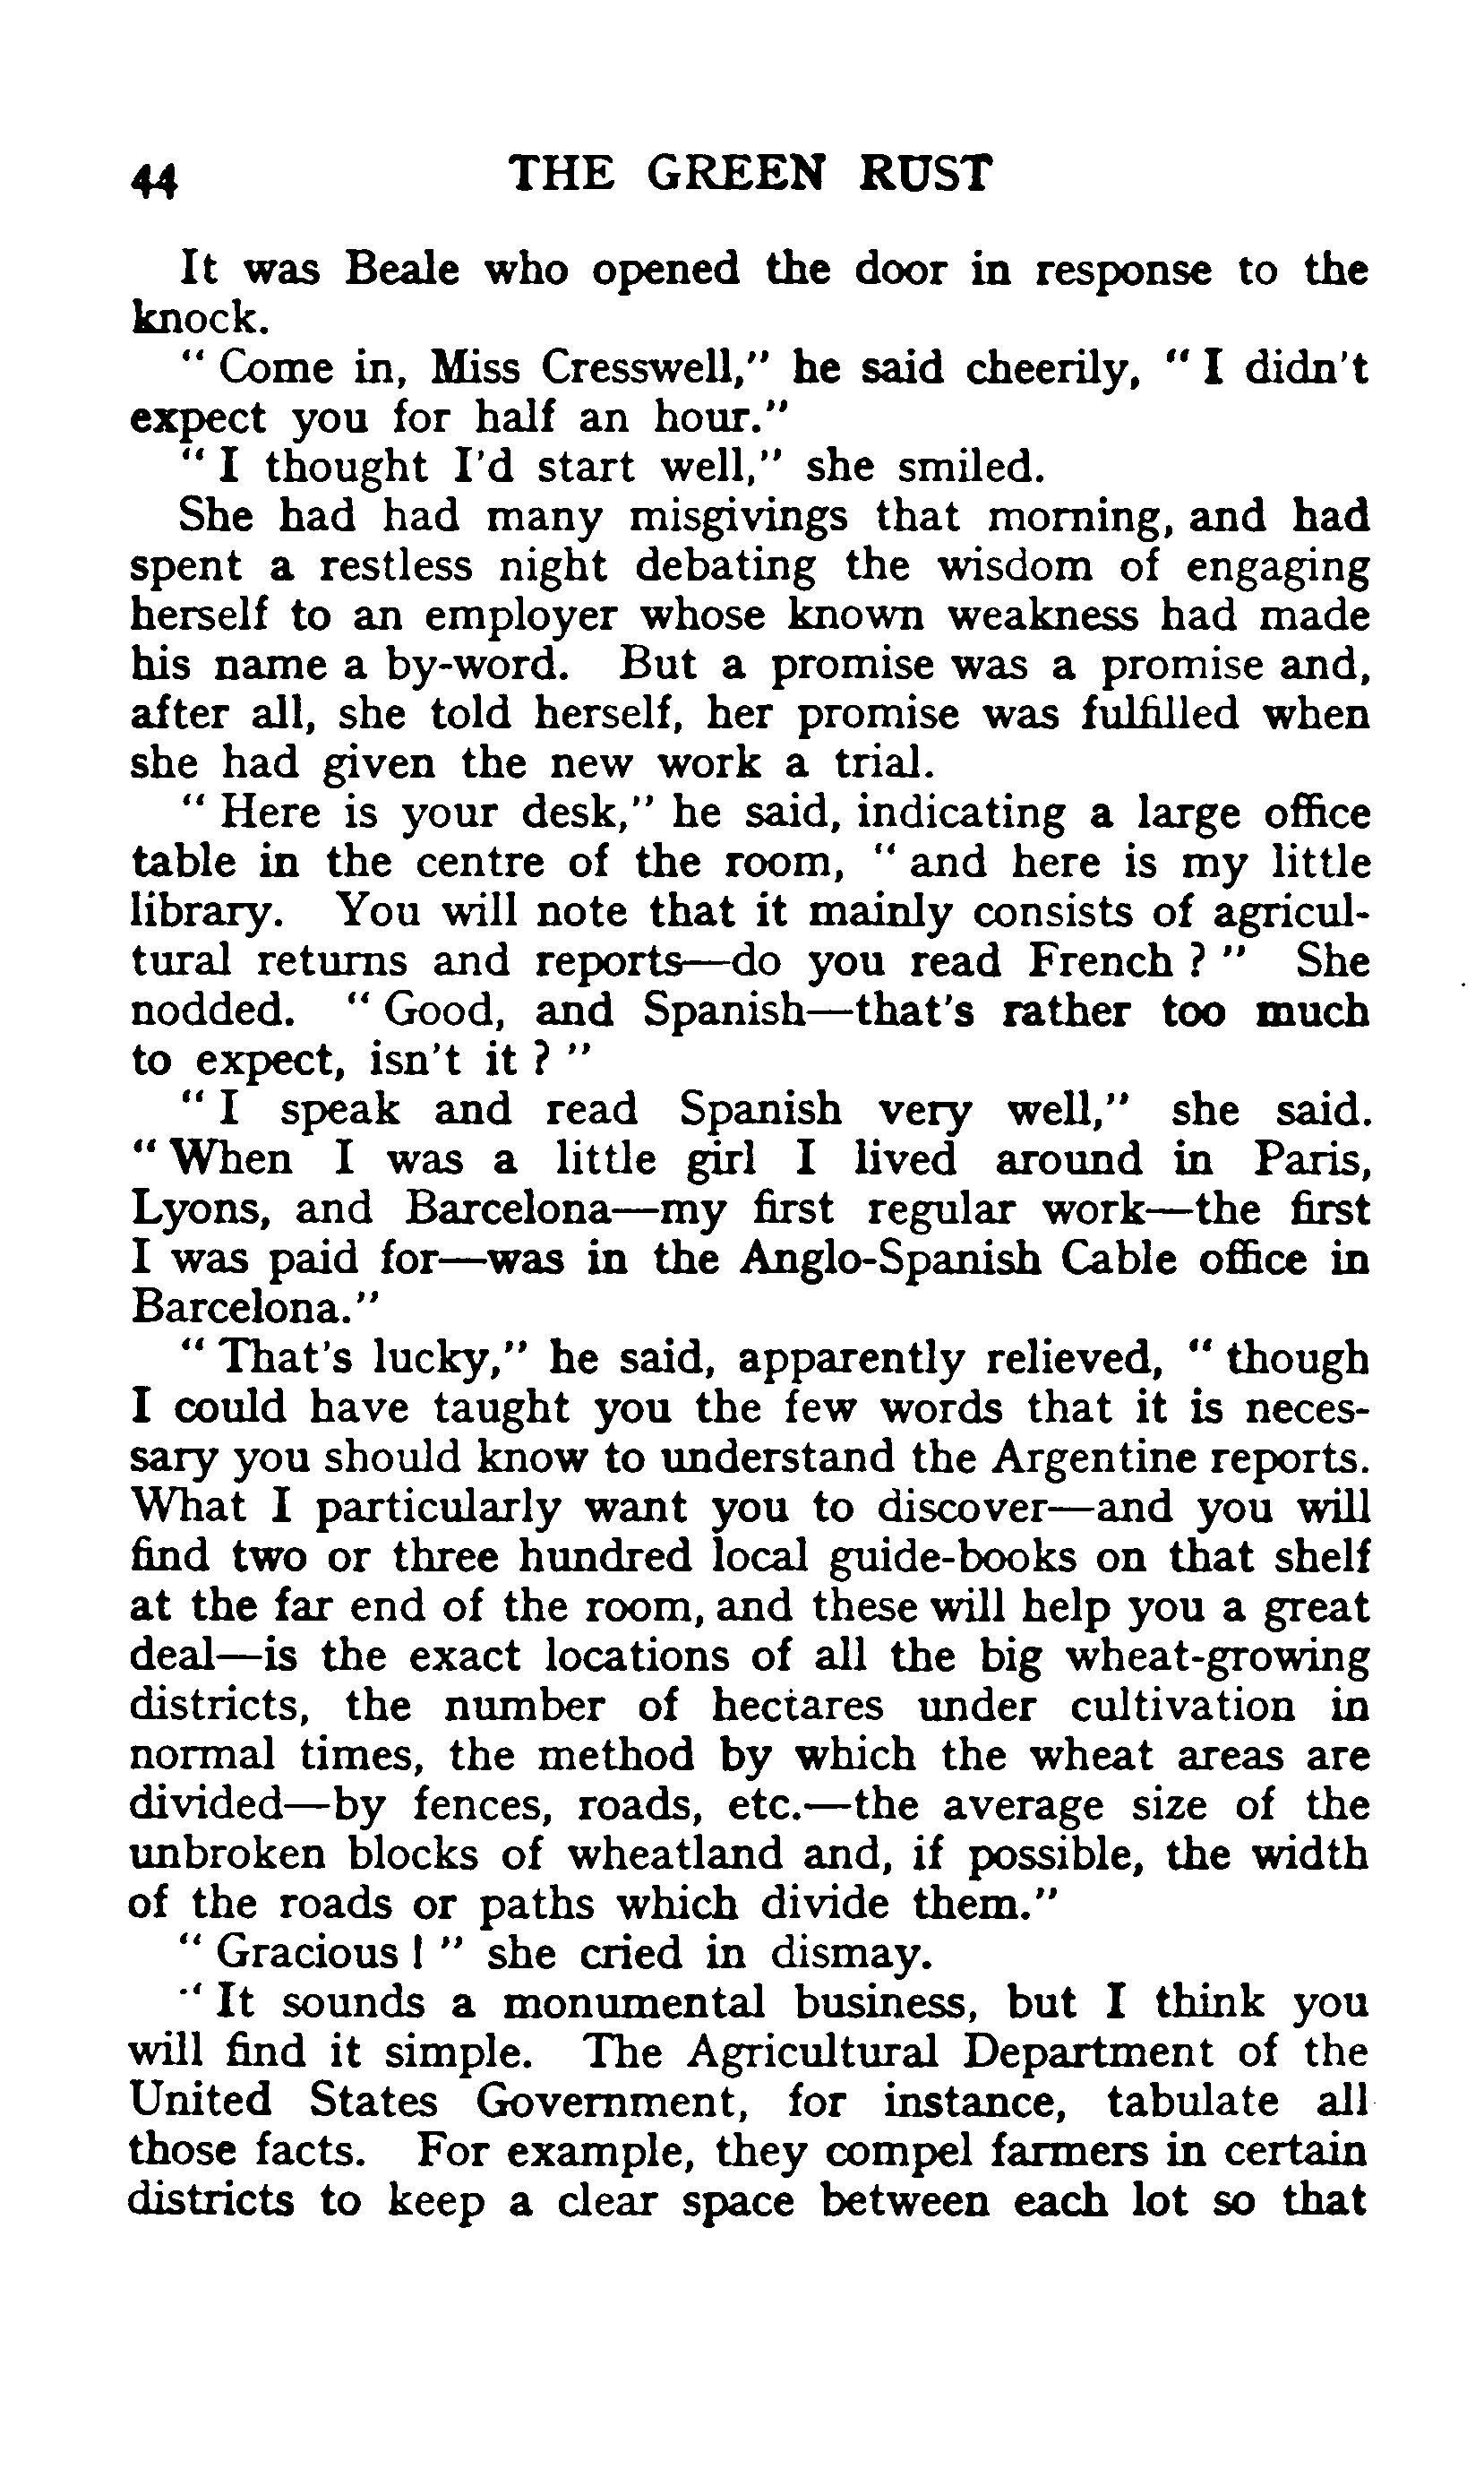 44 THE GREEN RUST
It was Beale who opened the door in response to the
knock.
" Come in, Miss Cresswell," he said cheerily, " I didn't
expect you for half an hour."
" I thought I'd start well," she smiled.
She had had many misgivings that morning, and had
spent a restless night debating the wisdom of engaging
herself to an employer whose known weakness had made
his name a by-word. But a promise was a promise and,
after all, she told herself, her promise was fulfilled when
she had given the new work a trial.
" Here is your desk," he said, indicating a large office
table in the centre of the room, " and here is my little
library. You will note that it mainly consists of agricul-
tural returns and reports—do you read French ? " She
nodded. " Good, and Spanish—that's rather too much
to expect, isn't it ? "
" I speak and read Spanish very well," she said.
" When I was a little girl I lived around in Paris,
Lyons, and Barcelona—my first regular work—the first
I was paid for—was in the Anglo-Spanish Cable office in
Barcelona."
" That's lucky," he said, apparently relieved, " though
I could have taught you the few words that it is neces-
sary you should know to understand the Argentine reports.
What I particularly want you to discover—and you will
find two or three hundred local guide-books on that shelf
at the far end of the room, and these will help you a great
deal—is the exact locations of all the big wheat-growing
districts, the number of hectares under cultivation in
normal times, the method by which the wheat areas are
divided—by fences, roads, etc.—the average size of the
unbroken blocks of wheatland and, if possible, the width
of the roads or paths which divide them."
" Gracious ! " she cried in dismay.
" It sounds a monumental business, but I think you
will find it simple. The Agricultural Department of the
United States Government, for instance, tabulate all
those facts. For example, they compel farmers in certain
districts to keep a clear space between each lot so that